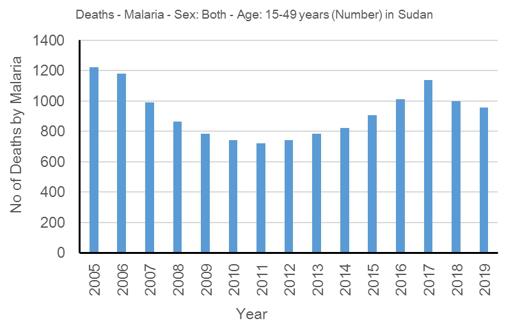 Deaths - Malaria - Sex: Both - Age: 15-49 years (Number) in Sudan
No of Deaths by Malaria
1400
1200
1000
800
600
400
200
0
2005 2006 2007 2008 2009 2010 2011 2012 2013 2014 2015 2016 2017 2018 2019
Year